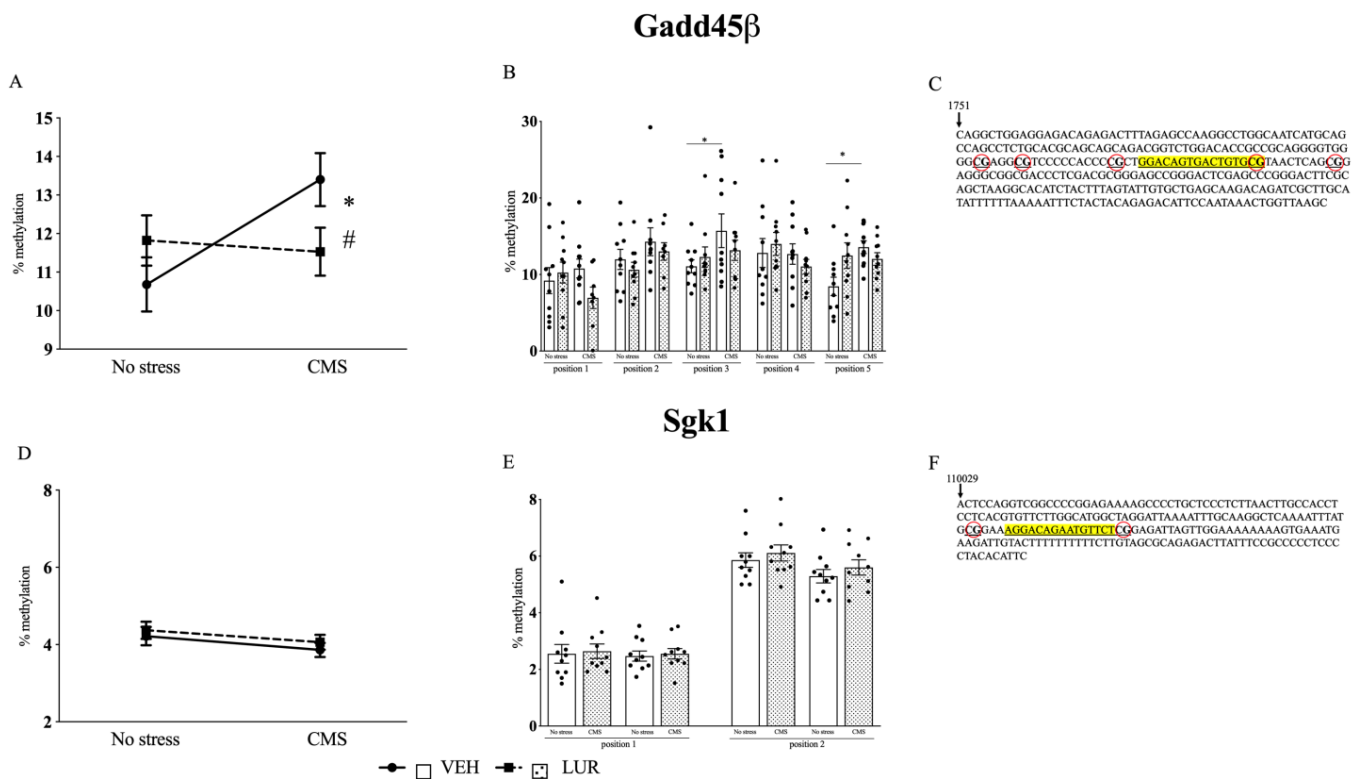 Gadd45β
A
15
14
13
12
11
10
9
% methylation
*
#
No stress
CMS
B
30
20
10
0
% methylation
*
*
No stress CMS No stress CMS No stress CMS No stress CMS No stress CMS
position 1 position 2 position 3 position 4 position 5
C
1751
CAGGCTGGAGGAGACAGAGACTTTAGAGCCAAGGCCTGGCAATCATGCAG
CCAGCCTCTGCACGCAGCAGCAGACGGTCTGGACACCGCCGCAGGGGTGG
GGCGAGGCGTCCCCCACCCCGCTGGGACAGTGACTGTGCGTAACTCAGCGG
AGGGCGGCGACCCTCGACGCGGGAGCCGGGACTCGAGCCCGGGACTTCGC
AGCTAAGGCACATCTACTTTAGTATTGTGCTGAGCAAGACAGATCGCTTGCA
TATTTTTTAAAAATTTCTACTACAGAGACATTCCAATAAACTGGTTAAGC
Sgk1
D
8
6
4
2
% methylation
No stress
CMS
E
8
6
4
2
0
% methylation
No stress CMS No stress CMS No stress CMS No stress CMS
position 1 position 2
F
110029
ACTCCAGGTCGGCCCCGGAGAAAAGCCCCTGCTCCCTCTTAACTTGCCACCT
CCTCACGTGTTCTTGGCATGGCTAGGATTAAAATTTGCAAGGCTCAAAATTTAT
GCGGAAAGGACAGAATGTTCTCGGAGATTAGTTGGAAAAAAAAGTGAAATG
AAGATTGTACTTTTTTTTTTTCTTGTAGCGCAGAGACTTATTTCCGCCCCCTCCC
CTACACATTC
VEH LUR